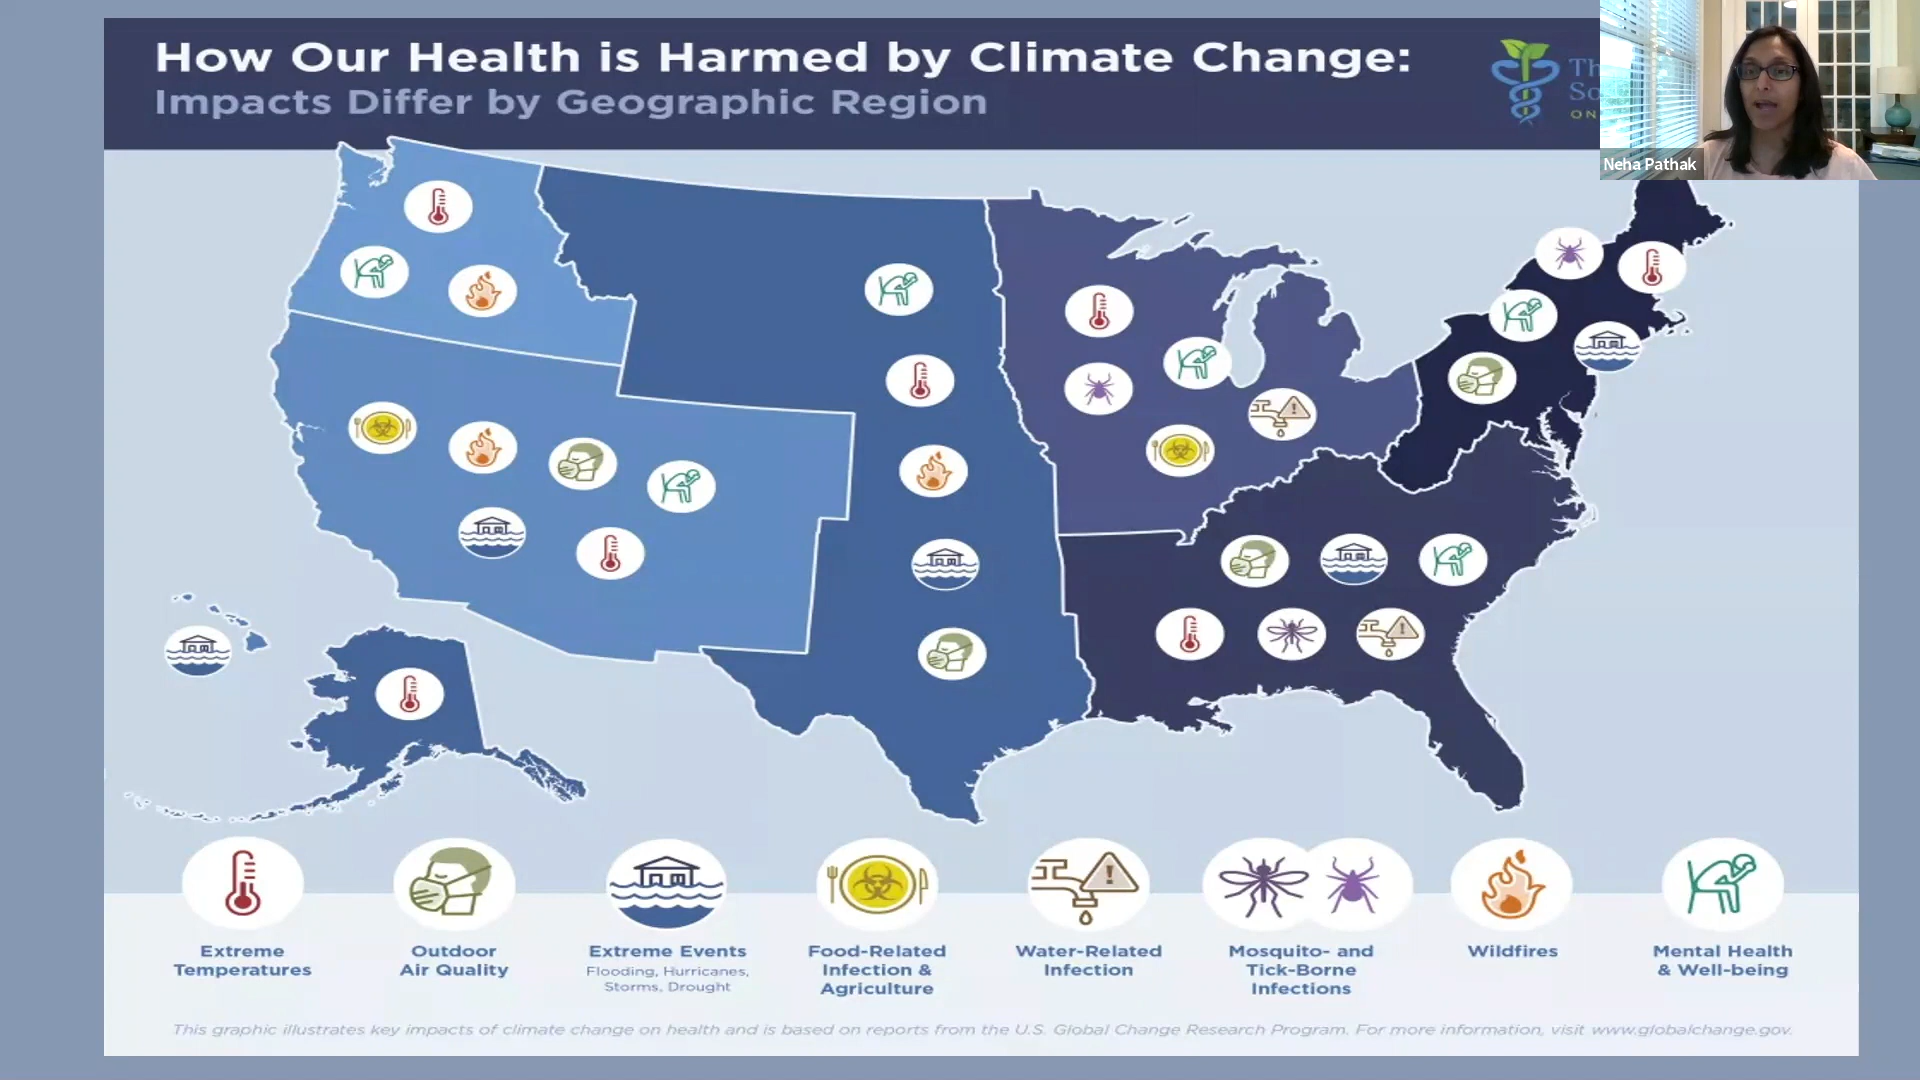 How Our Health is Harmed by Climate Change:
Impacts Differ by Geographic Region
Neha Pathak
Extreme
Temperatures
Outdoor
Air Quality
Extreme Events
Flooding, Hurricanes,
Storms, Drought
Food-Related
Infection &
Agriculture
Water-Related
Infection
Mosquito- and
Tick-Borne
Infections
Wildfires
Mental Health
& Well-being
This graphic illustrates key impacts of climate change on health and is based on reports from the U.S. Global Change Research Program. For more information, visit www.globalchange.gov.